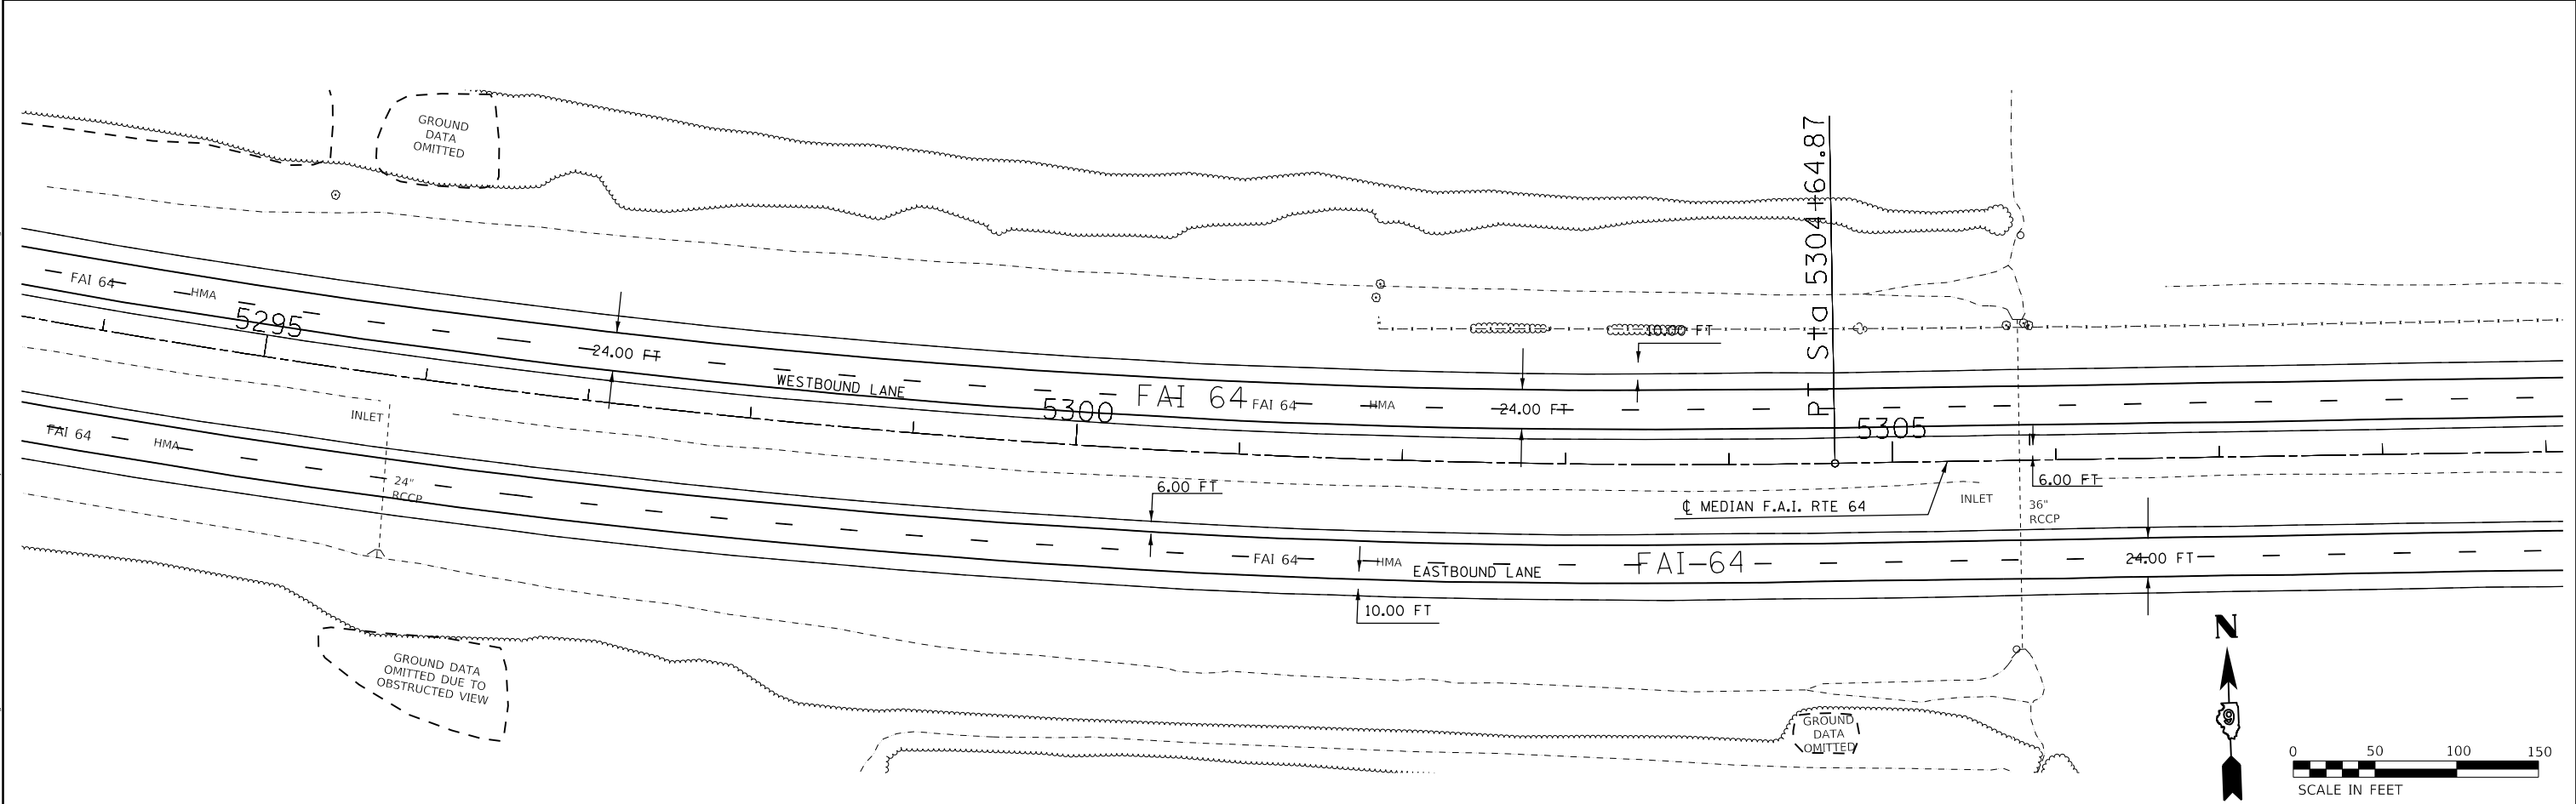 GROUND
DATA
OMITTED
PT Sta 5304+64.87
FAI 64
HMA
5295
24.00 FT
WESTBOUND LANE
5300
FAI 64
FAI 64
HMA
24.00 FT
10.00 FT
5305
INLET
FAI 64
HMA
24"
RCCP
6.00 FT
℄ MEDIAN F.A.I. RTE 64
INLET
6.00 FT
36"
RCCP
FAI 64
HMA
EASTBOUND LANE
FAI 64
24.00 FT
10.00 FT
GROUND DATA
OMITTED DUE TO
OBSTRUCTED VIEW
GROUND
DATA
OMITTED
N
9
0 50 100 150
SCALE IN FEET